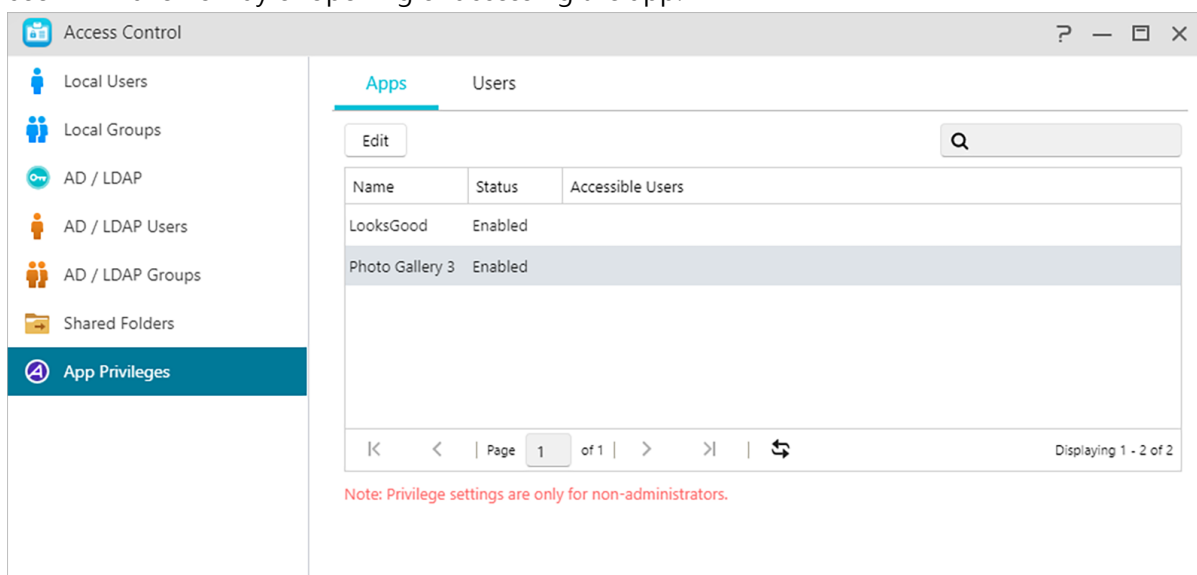 Access Control
Local Users
Local Groups
AD / LDAP
AD / LDAP Users
AD / LDAP Groups
Shared Folders
App Privileges
Apps Users
Edit
Name Status Accessible Users
LooksGood Enabled
Photo Gallery 3 Enabled
Page 1 of 1
Displaying 1 - 2 of 2
Note: Privilege settings are only for non-administrators.